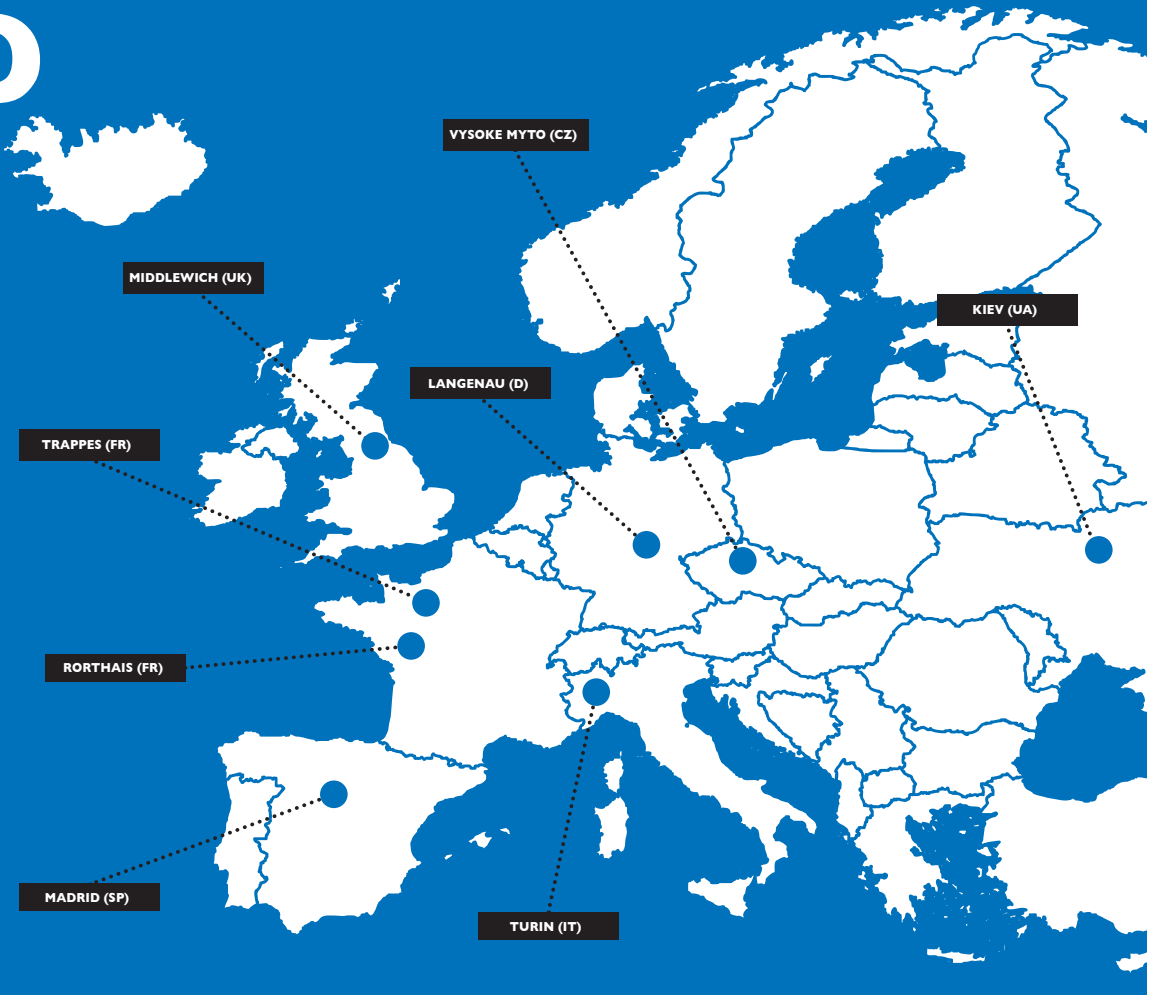 VYSOKE MYTO (CZ)
MIDDLEWICH (UK)
KIEV (UA)
LANGENAU (D)
TRAPPES (FR)
RORTHAIS (FR)
MADRID (SP)
TURIN (IT)